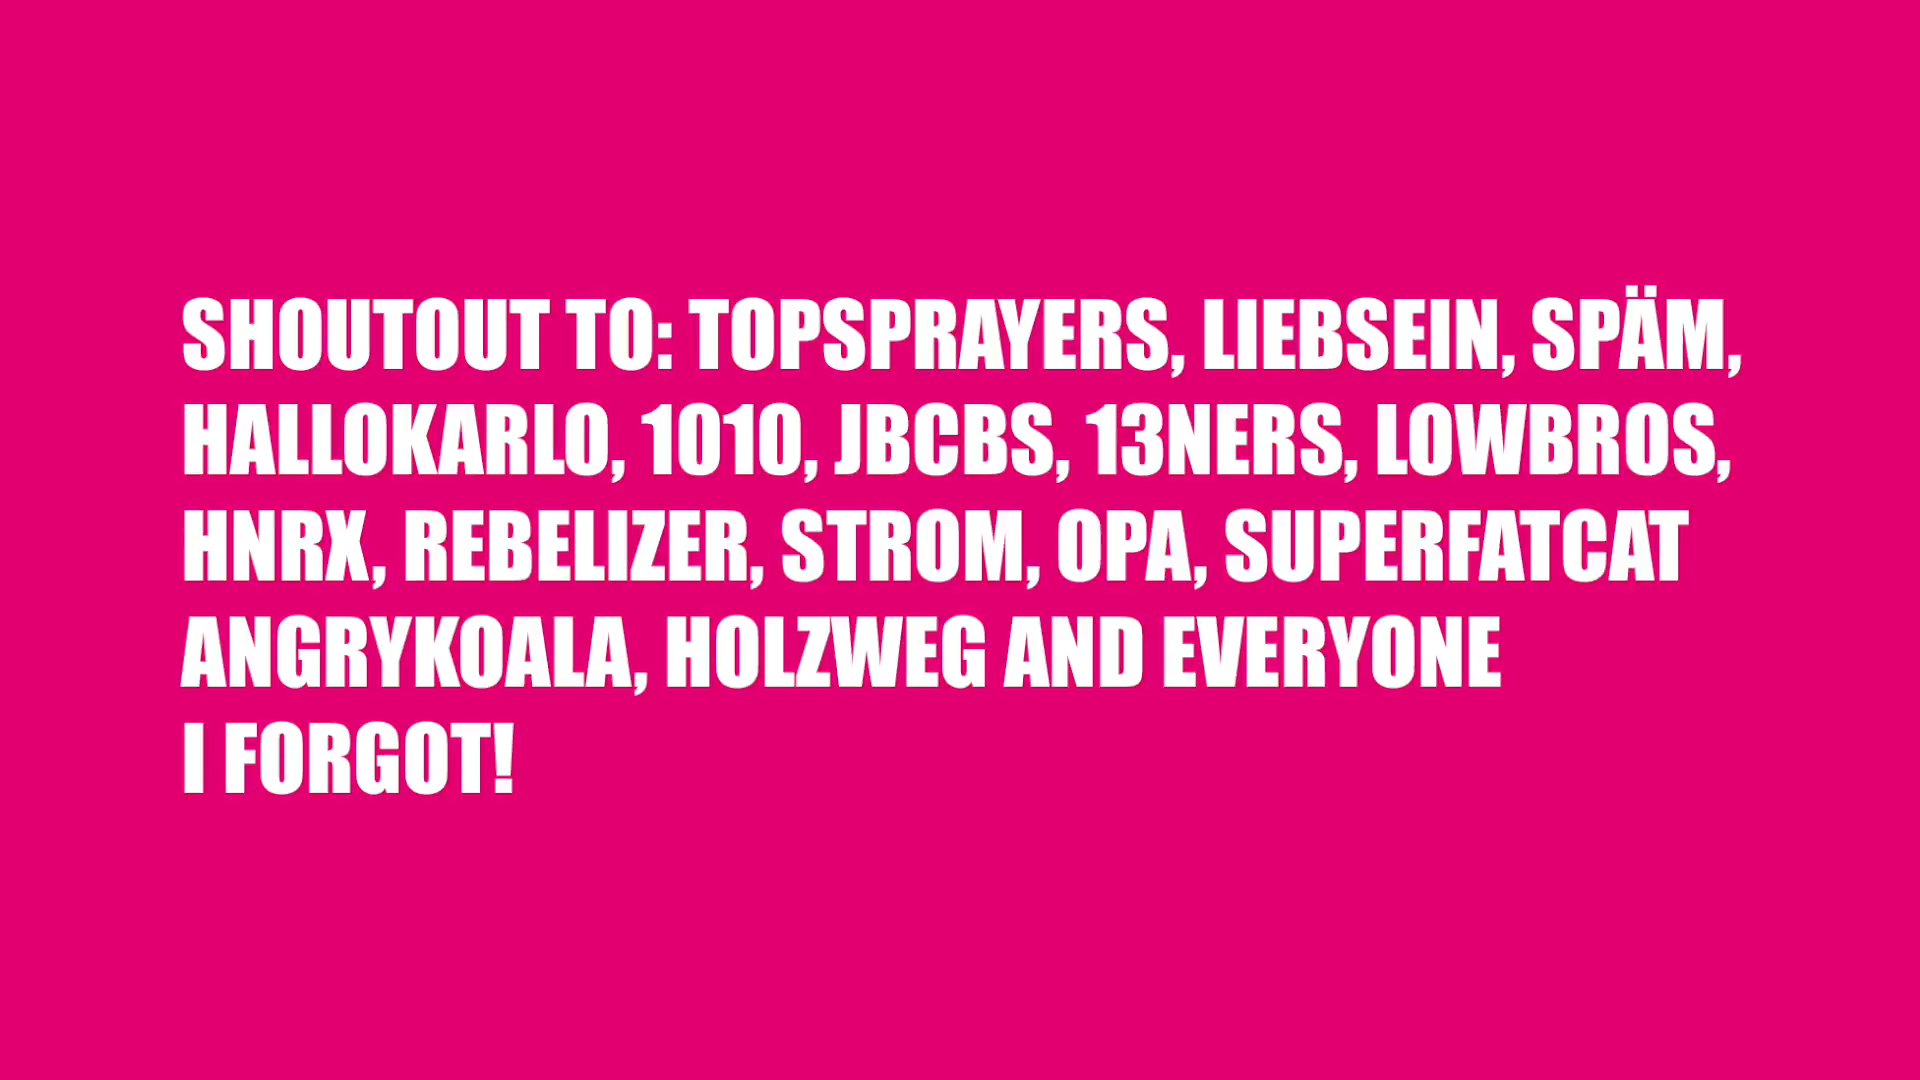 SHOUTOUT TO: TOPSPRAYERS, LIEBSEIN, SPÄM,
HALLOKARLO, 1010, JBCBS, 13NERS, LOWBROS,
HNRX, REBELIZER, STROM, OPA, SUPERFATCAT
ANGRYKOALA, HOLZWEG AND EVERYONE
I FORGOT!